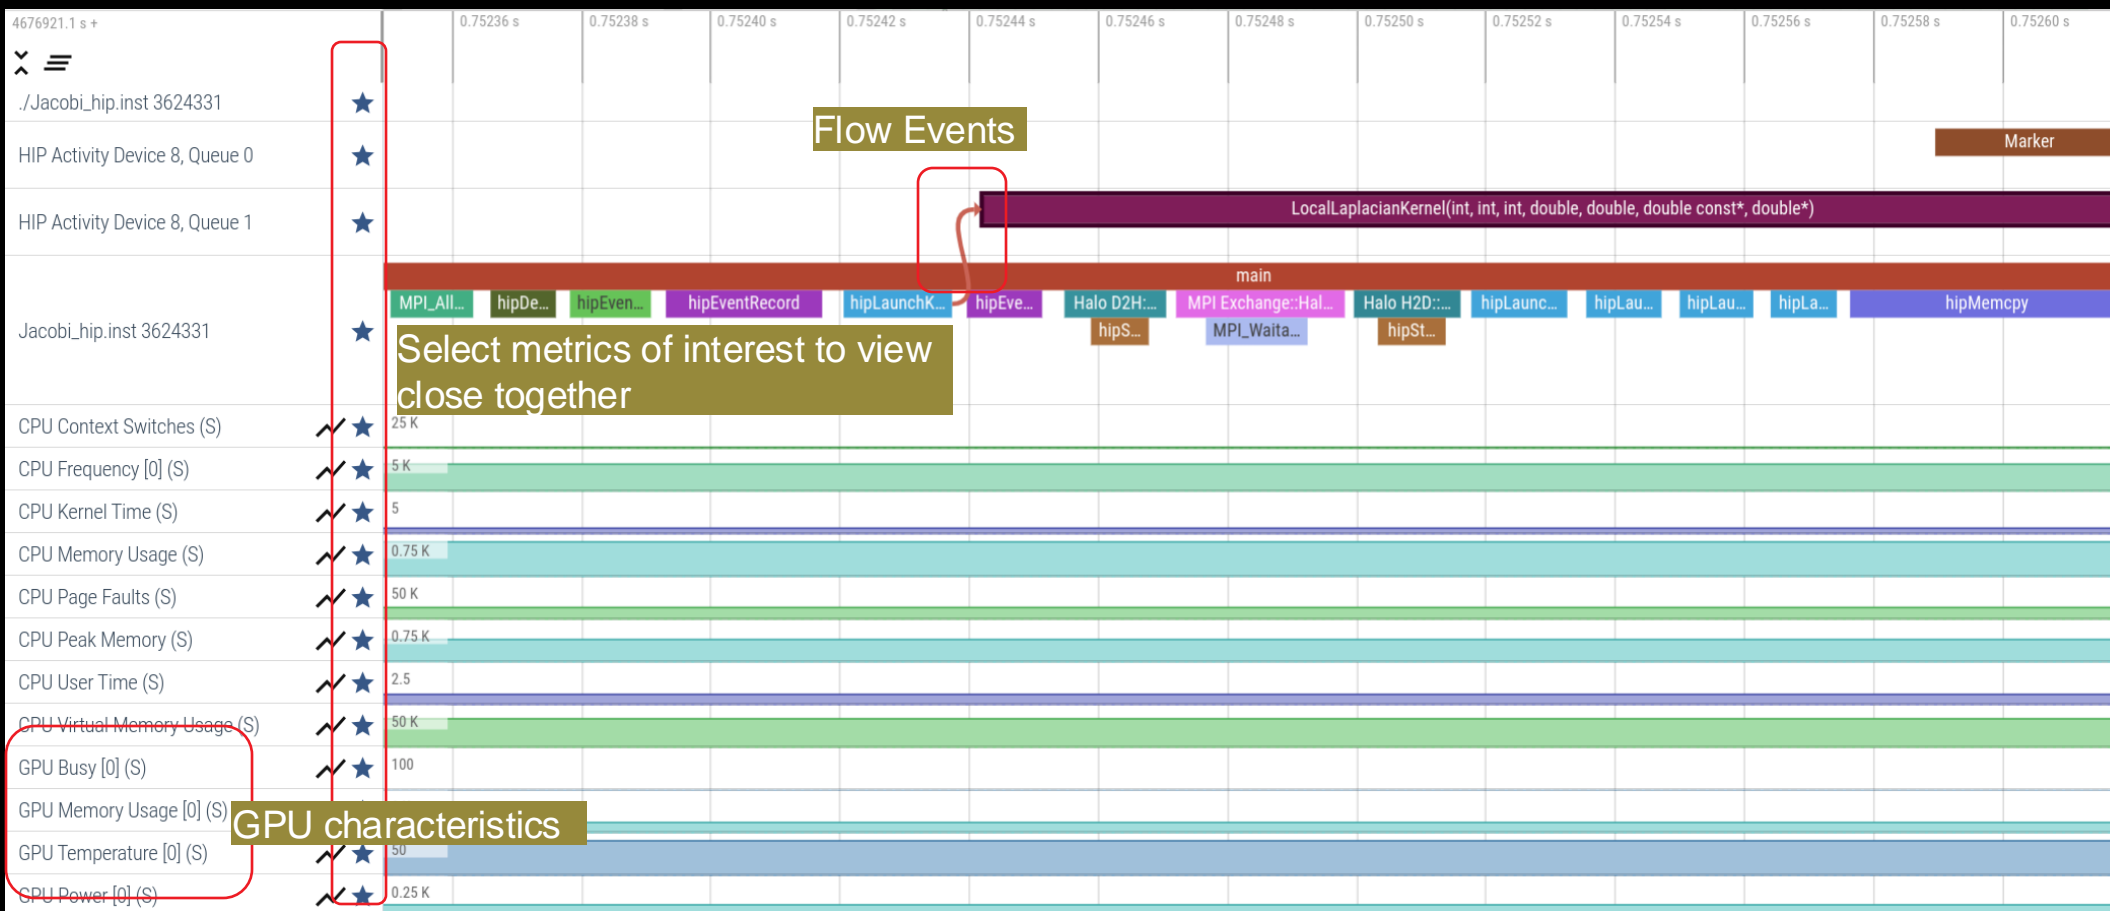 4676921.1 s +
0.75236 s
0.75238 s
0.75240 s
0.75242 s
0.75244 s
0.75246 s
0.75248 s
0.75250 s
0.75252 s
0.75254 s
0.75256 s
0.75258 s
0.75260 s
./Jacobi_hip.inst 3624331
Flow Events
HIP Activity Device 8, Queue 0
Marker
HIP Activity Device 8, Queue 1
LocalLaplacianKernel(int, int, int, double, double, double const*, double*)
main
MPI_All...
hipDe...
hipEven...
hipEventRecord
hipLaunchK...
hipEve...
Halo D2H:...
MPI Exchange::Hal...
Halo H2D::...
hipLaunc...
hipLau...
hipLau...
hipLa...
hipMemcpy
Jacobi_hip.inst 3624331
hipS...
MPI_Waita...
hipSt...
Select metrics of interest to view
close together
CPU Context Switches (S)
25 K
CPU Frequency [0] (S)
5 K
CPU Kernel Time (S)
5
CPU Memory Usage (S)
0.75 K
CPU Page Faults (S)
50 K
CPU Peak Memory (S)
0.75 K
CPU User Time (S)
2.5
CPU Virtual Memory Usage (S)
50 K
GPU Busy [0] (S)
100
GPU Memory Usage [0] (S)
GPU characteristics
GPU Temperature [0] (S)
50
GPU Power [0] (S)
0.25 K